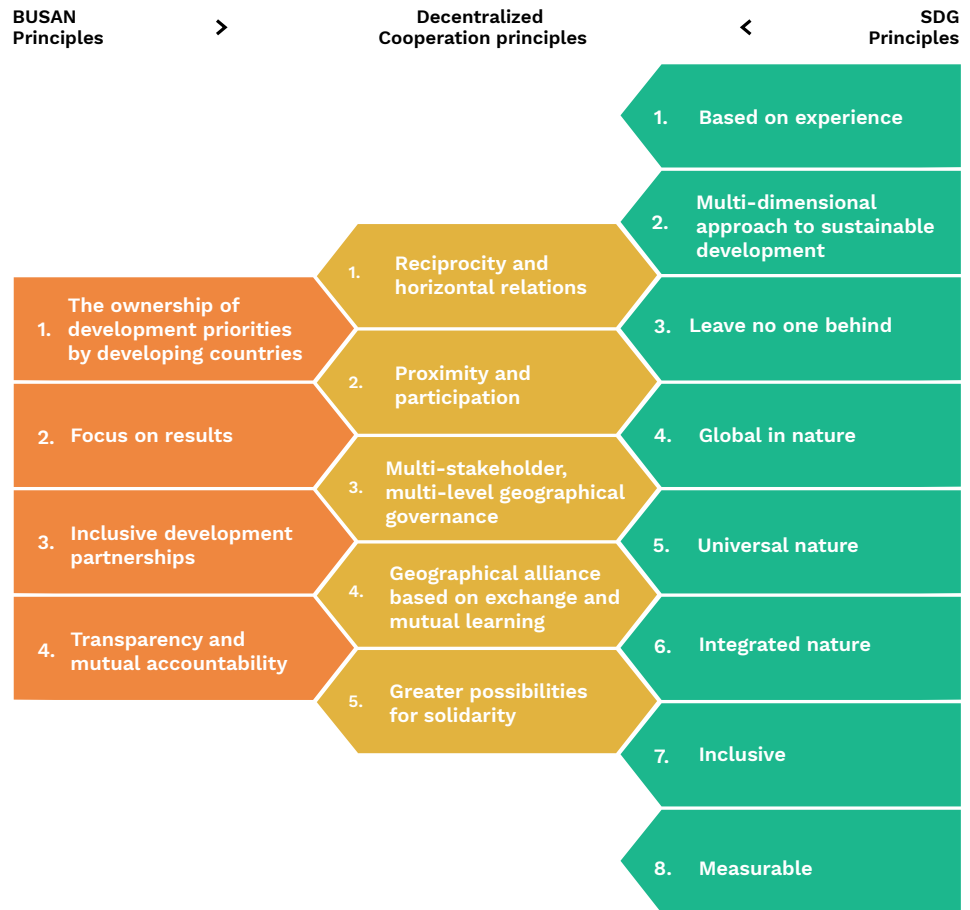 BUSAN
Principles
>
Decentralized
Cooperation principles
<
SDG
Principles
1. The ownership of
development priorities
by developing countries
2. Focus on results
3. Inclusive development
partnerships
4. Transparency and
mutual accountability
1. Reciprocity and
horizontal relations
2. Proximity and
participation
3. Multi-stakeholder,
multi-level geographical
governance
4. Geographical alliance
based on exchange and
mutual learning
5. Greater possibilities
for solidarity
1. Based on experience
2. Multi-dimensional
approach to sustainable
development
3. Leave no one behind
4. Global in nature
5. Universal nature
6. Integrated nature
7. Inclusive
8. Measurable